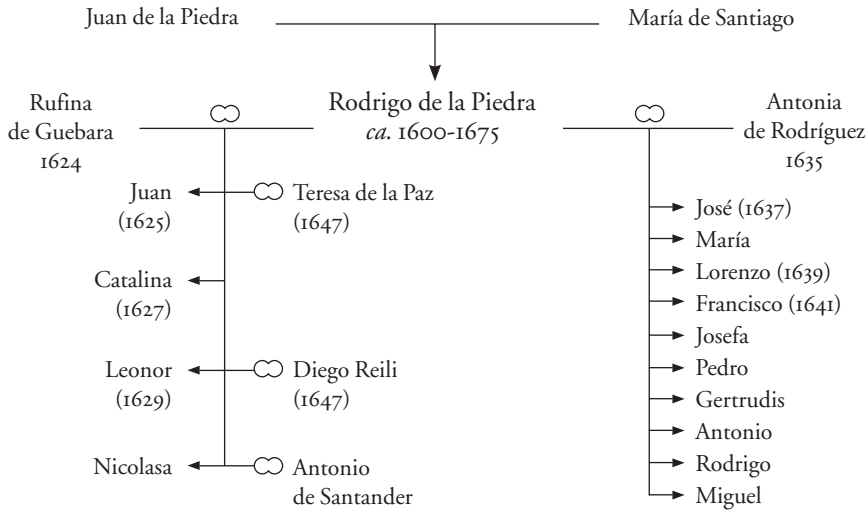 Juan de la Piedra
María de Santiago
Rufina
de Guebara
1624
Rodrigo de la Piedra
ca. 1600-1675
Antonia
de Rodríguez
1635
Juan
(1625)
Teresa de la Paz
(1647)
Catalina
(1627)
Leonor
(1629)
Diego Reili
(1647)
Nicolasa
Antonio
de Santander
José (1637)
María
Lorenzo (1639)
Francisco (1641)
Josefa
Pedro
Gertrudis
Antonio
Rodrigo
Miguel